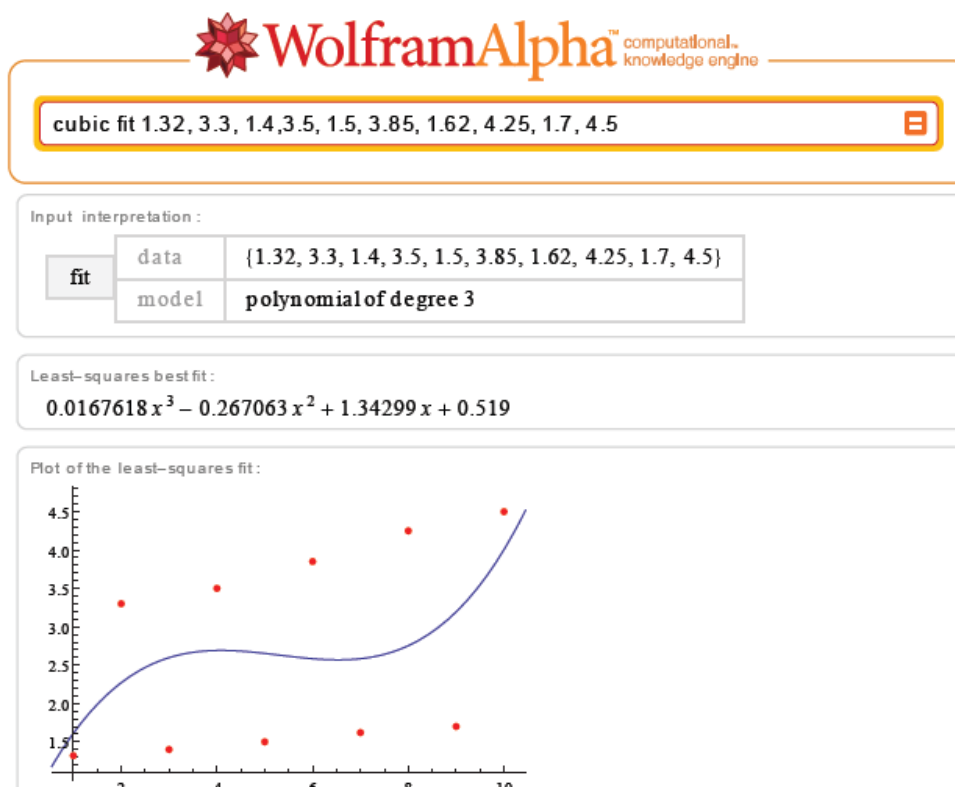 WolframAlpha™ computational..
knowledge engine
cubic fit 1.32, 3.3, 1.4,3.5, 1.5, 3.85, 1.62, 4.25, 1.7, 4.5
Input interpretation :
fit
data {1.32, 3.3, 1.4, 3.5, 1.5, 3.85, 1.62, 4.25, 1.7, 4.5}
model polynomial of degree 3
Least–squares best fit :
0.0167618 x³ – 0.267063 x² + 1.34299 x + 0.519
Plot of the least–squares fit :
4.5
4.0
3.5
3.0
2.5
2.0
1.5
2 4 6 8 10